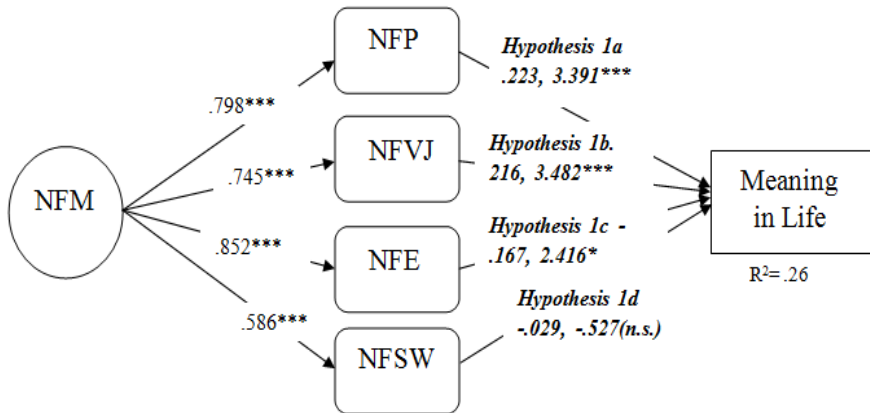 NFP
Hypothesis 1a
.223, 3.391***
.798***
NFVJ
Hypothesis 1b.
216, 3.482***
.745***
NFM
Meaning
in Life
NFE
Hypothesis 1c -
.167, 2.416*
.852***
R²= .26
Hypothesis 1d
-.029, -.527(n.s.)
.586***
NFSW